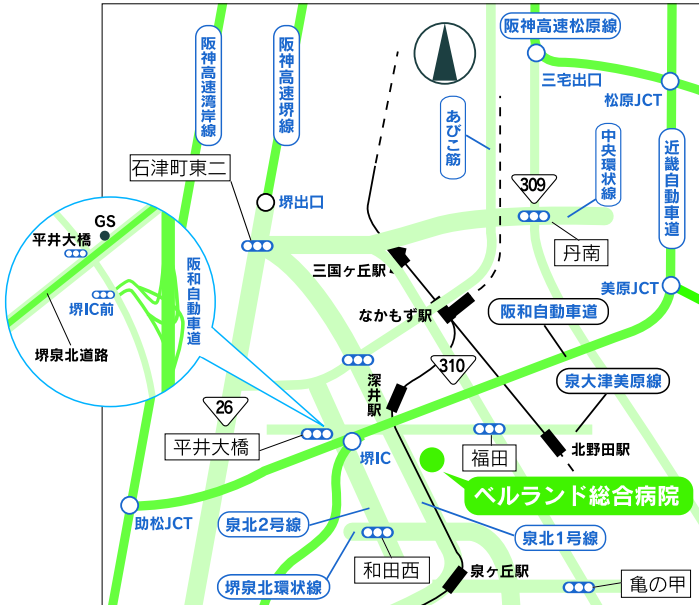 阪神高速湾岸線
阪神高速堺線
阪神高速松原線
三宅出口
松原JCT
あびこ筋
中央環状線
近畿自動車道
309
石津町東二
堺出口
丹南
GS
平井大橋
堺IC前
堺泉北道路
阪和自動車道
三国ヶ丘駅
なかもず駅
美原JCT
阪和自動車道
310
深井駅
泉大津美原線
26
平井大橋
堺IC
福田
北野田駅
ベルランド総合病院
助松JCT
泉北2号線
泉北1号線
和田西
堺泉北環状線
泉ヶ丘駅
亀の甲